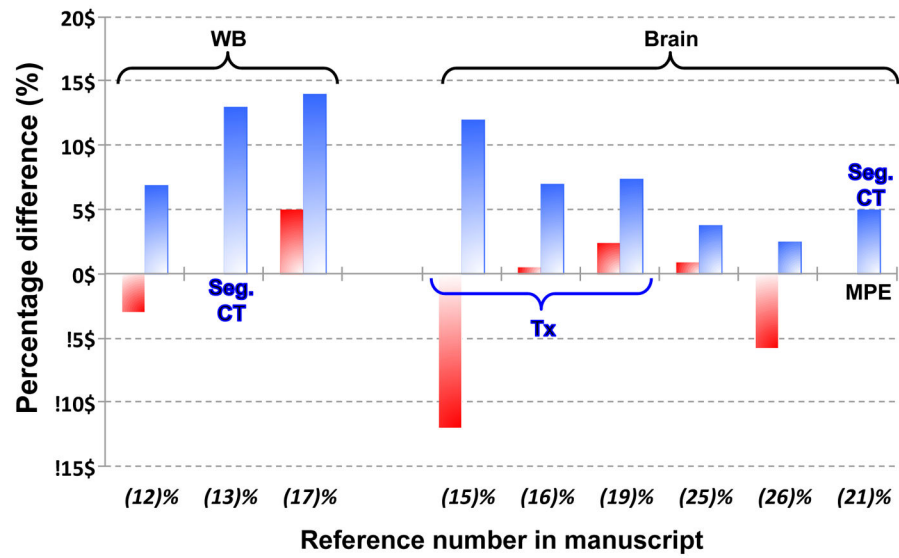 20$
WB
Brain
15$
10$
Seg.
CT
5$
0$
Seg.
CT
MPE
Tx
!5$
!10$
!15$
Percentage difference (%)
(12)% (13)% (17)% (15)% (16)% (19)% (25)% (26)% (21)%
Reference number in manuscript